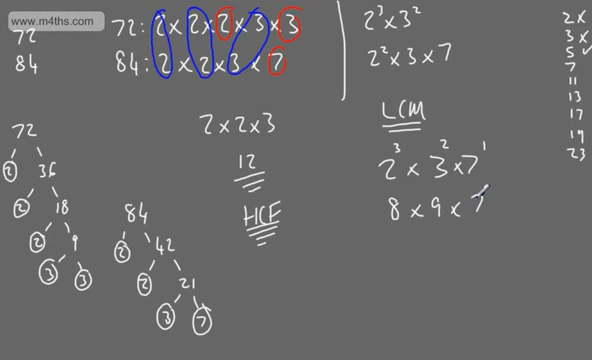 www.m4ths.com
72
84
72: 2 x 2 x 2 x 3 x 3
84: 2 x 2 x 3 x 7
2 x 2 x 3
12
HCF
72
2 36
2 18
2 9
3 3
84
2 42
2 21
3 7
2³ x 3²
2² x 3 x 7
LCM
2³ x 3² x 7¹
8 x 9 x 7
2 x
3 x
5 ✓
7
11
13
17
19
23